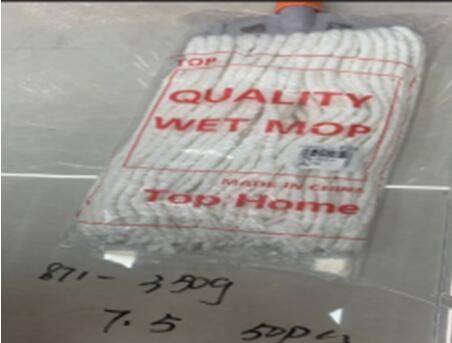 TOP
QUALITY
WET MOP
MADE IN CHINA
Top Home
871-350g
7.5 50pcs